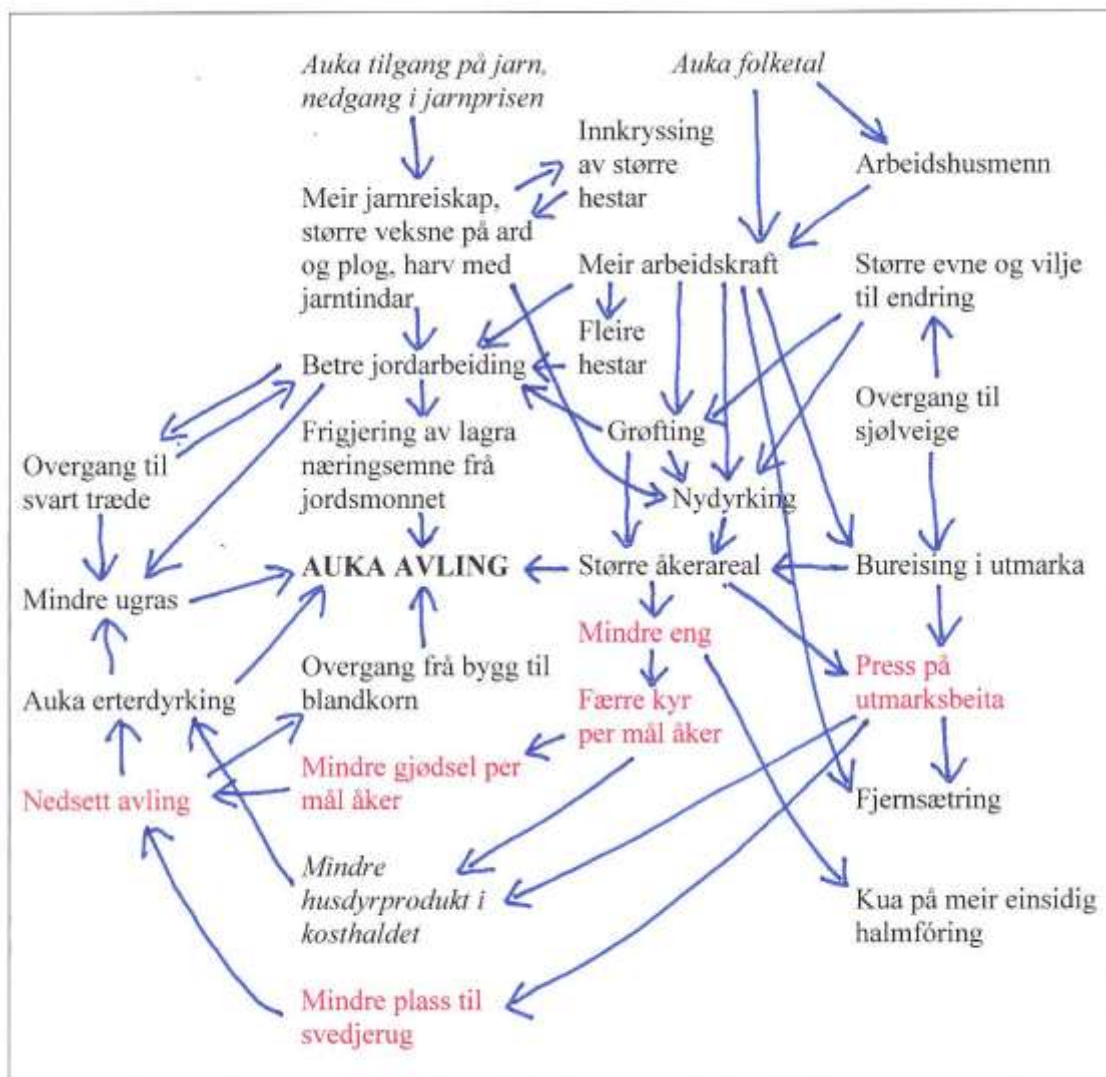 Auka tilgang på jarn,
nedgang i jarnprisen
Auka folketal
Innkryssing
av større
hestar
Arbeidshusmenn
Meir jarnreiskap,
større veksne på ard
og plog, harv med
jarntindar
Meir arbeidskraft
Større evne og vilje
til endring
Fleire
hestar
Betre jordarbeiding
Overgang til
sjølveige
Frigjering av lagra
næringsemne frå
jordsmonnet
Grøfting
Overgang til
svart træde
Nydyrking
AUKA AVLING
Større åkerareal
Bureising i utmarka
Mindre ugras
Mindre eng
Overgang frå bygg til
blandkorn
Press på
utmarksbeita
Auka erterdyrking
Færre kyr
per mål åker
Mindre gjødsel per
mål åker
Nedsett avling
Fjernsætring
Mindre
husdyrprodukt i
kosthaldet
Kua på meir einsidig
halmfóring
Mindre plass til
svedjerug